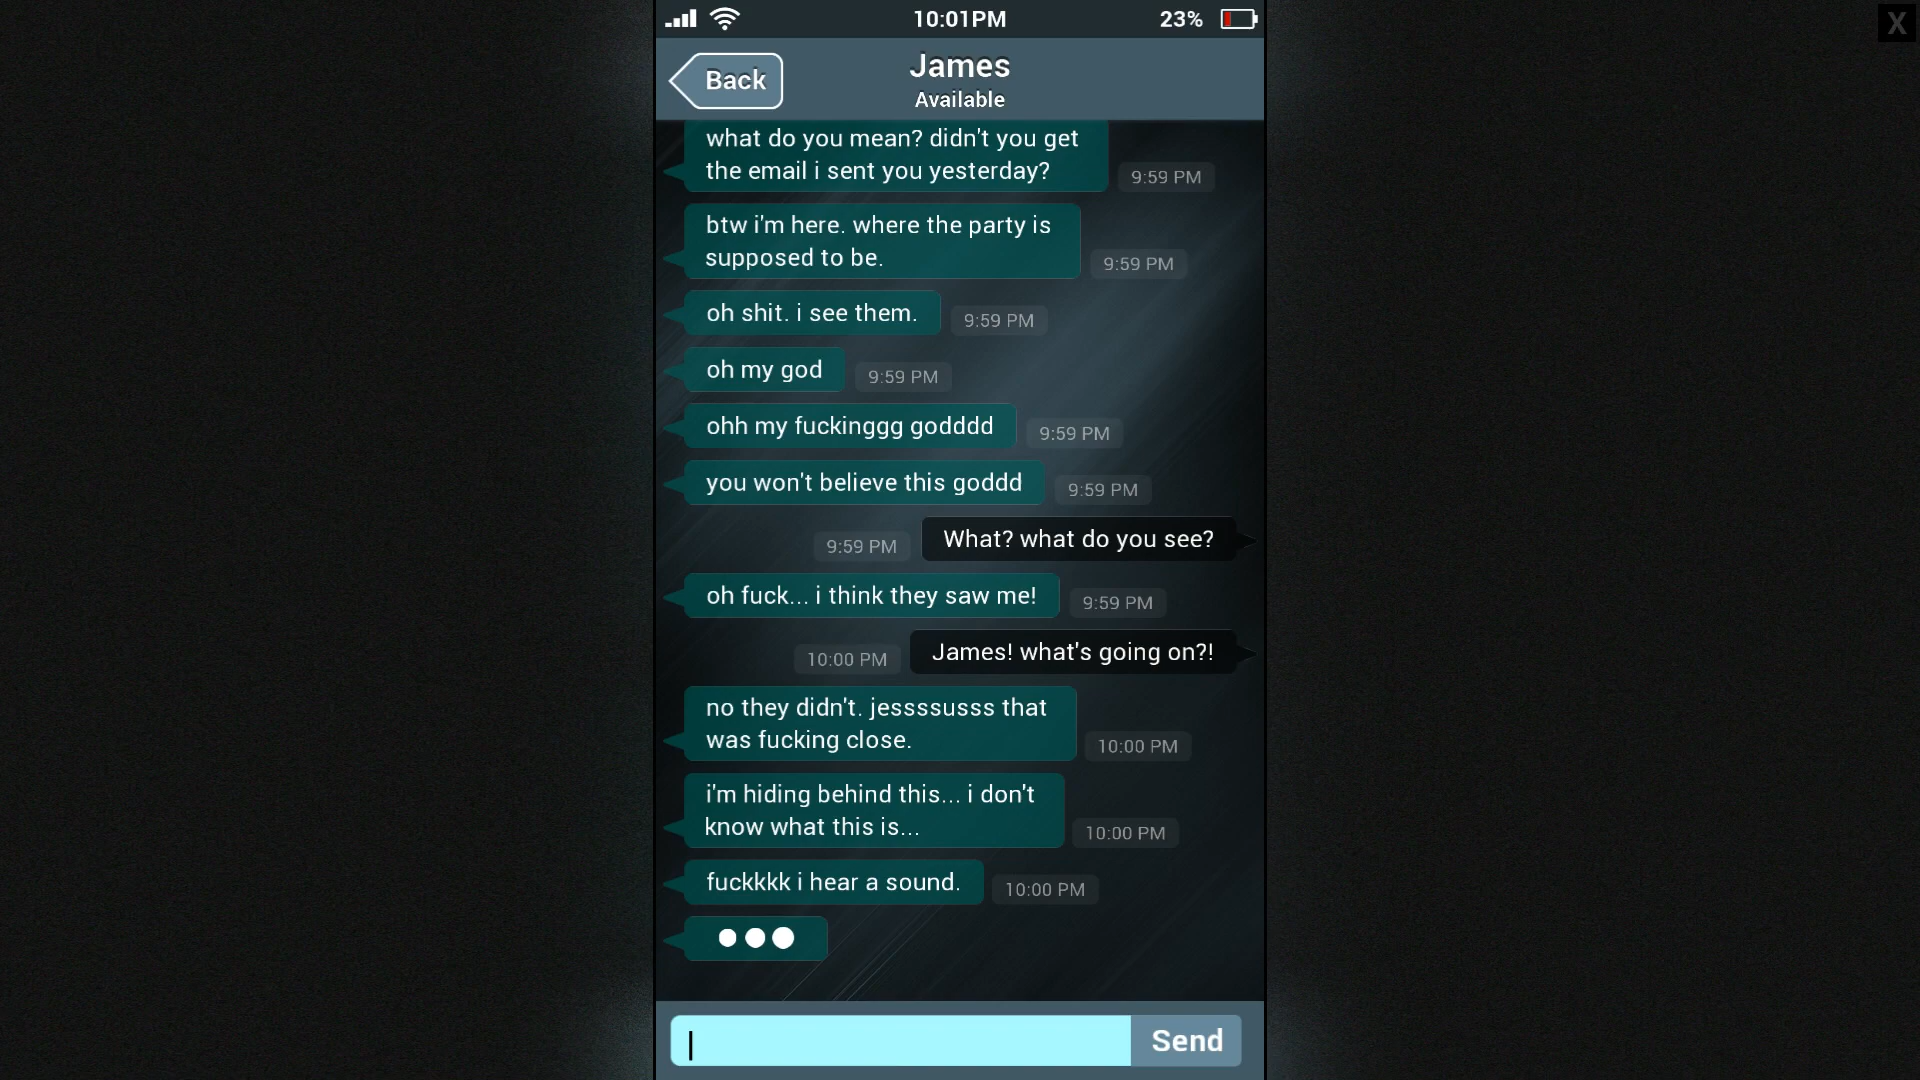 10:01PM
23%
X
Back
James
Available
what do you mean? didn't you get
the email i sent you yesterday?
9:59 PM
btw i'm here. where the party is
supposed to be.
9:59 PM
oh shit. i see them.
9:59 PM
oh my god
9:59 PM
ohh my fuckinggg godddd
9:59 PM
you won't believe this goddd
9:59 PM
9:59 PM
What? what do you see?
oh fuck... i think they saw me!
9:59 PM
10:00 PM
James! what's going on?!
no they didn't. jessssusss that
was fucking close.
10:00 PM
i'm hiding behind this... i don't
know what this is...
10:00 PM
fuckkkk i hear a sound.
10:00 PM
Send